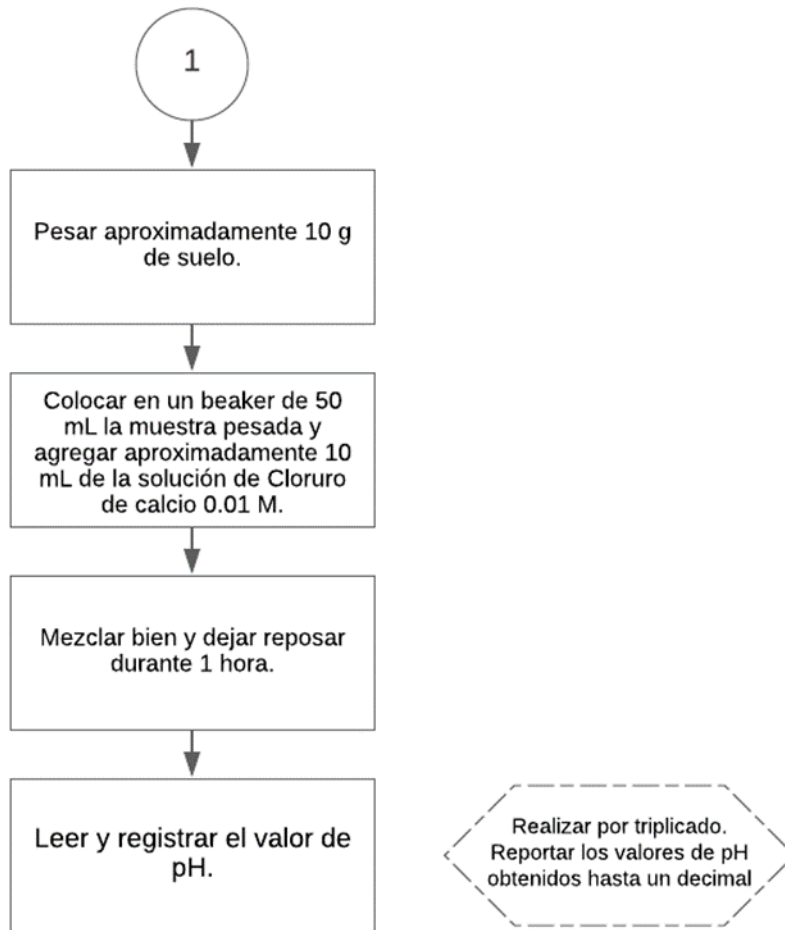 1
Pesar aproximadamente 10 g
de suelo.
Colocar en un beaker de 50
mL la muestra pesada y
agregar aproximadamente 10
mL de la solución de Cloruro
de calcio 0.01 M.
Mezclar bien y dejar reposar
durante 1 hora.
Leer y registrar el valor de
pH.
Realizar por triplicado.
Reportar los valores de pH
obtenidos hasta un decimal